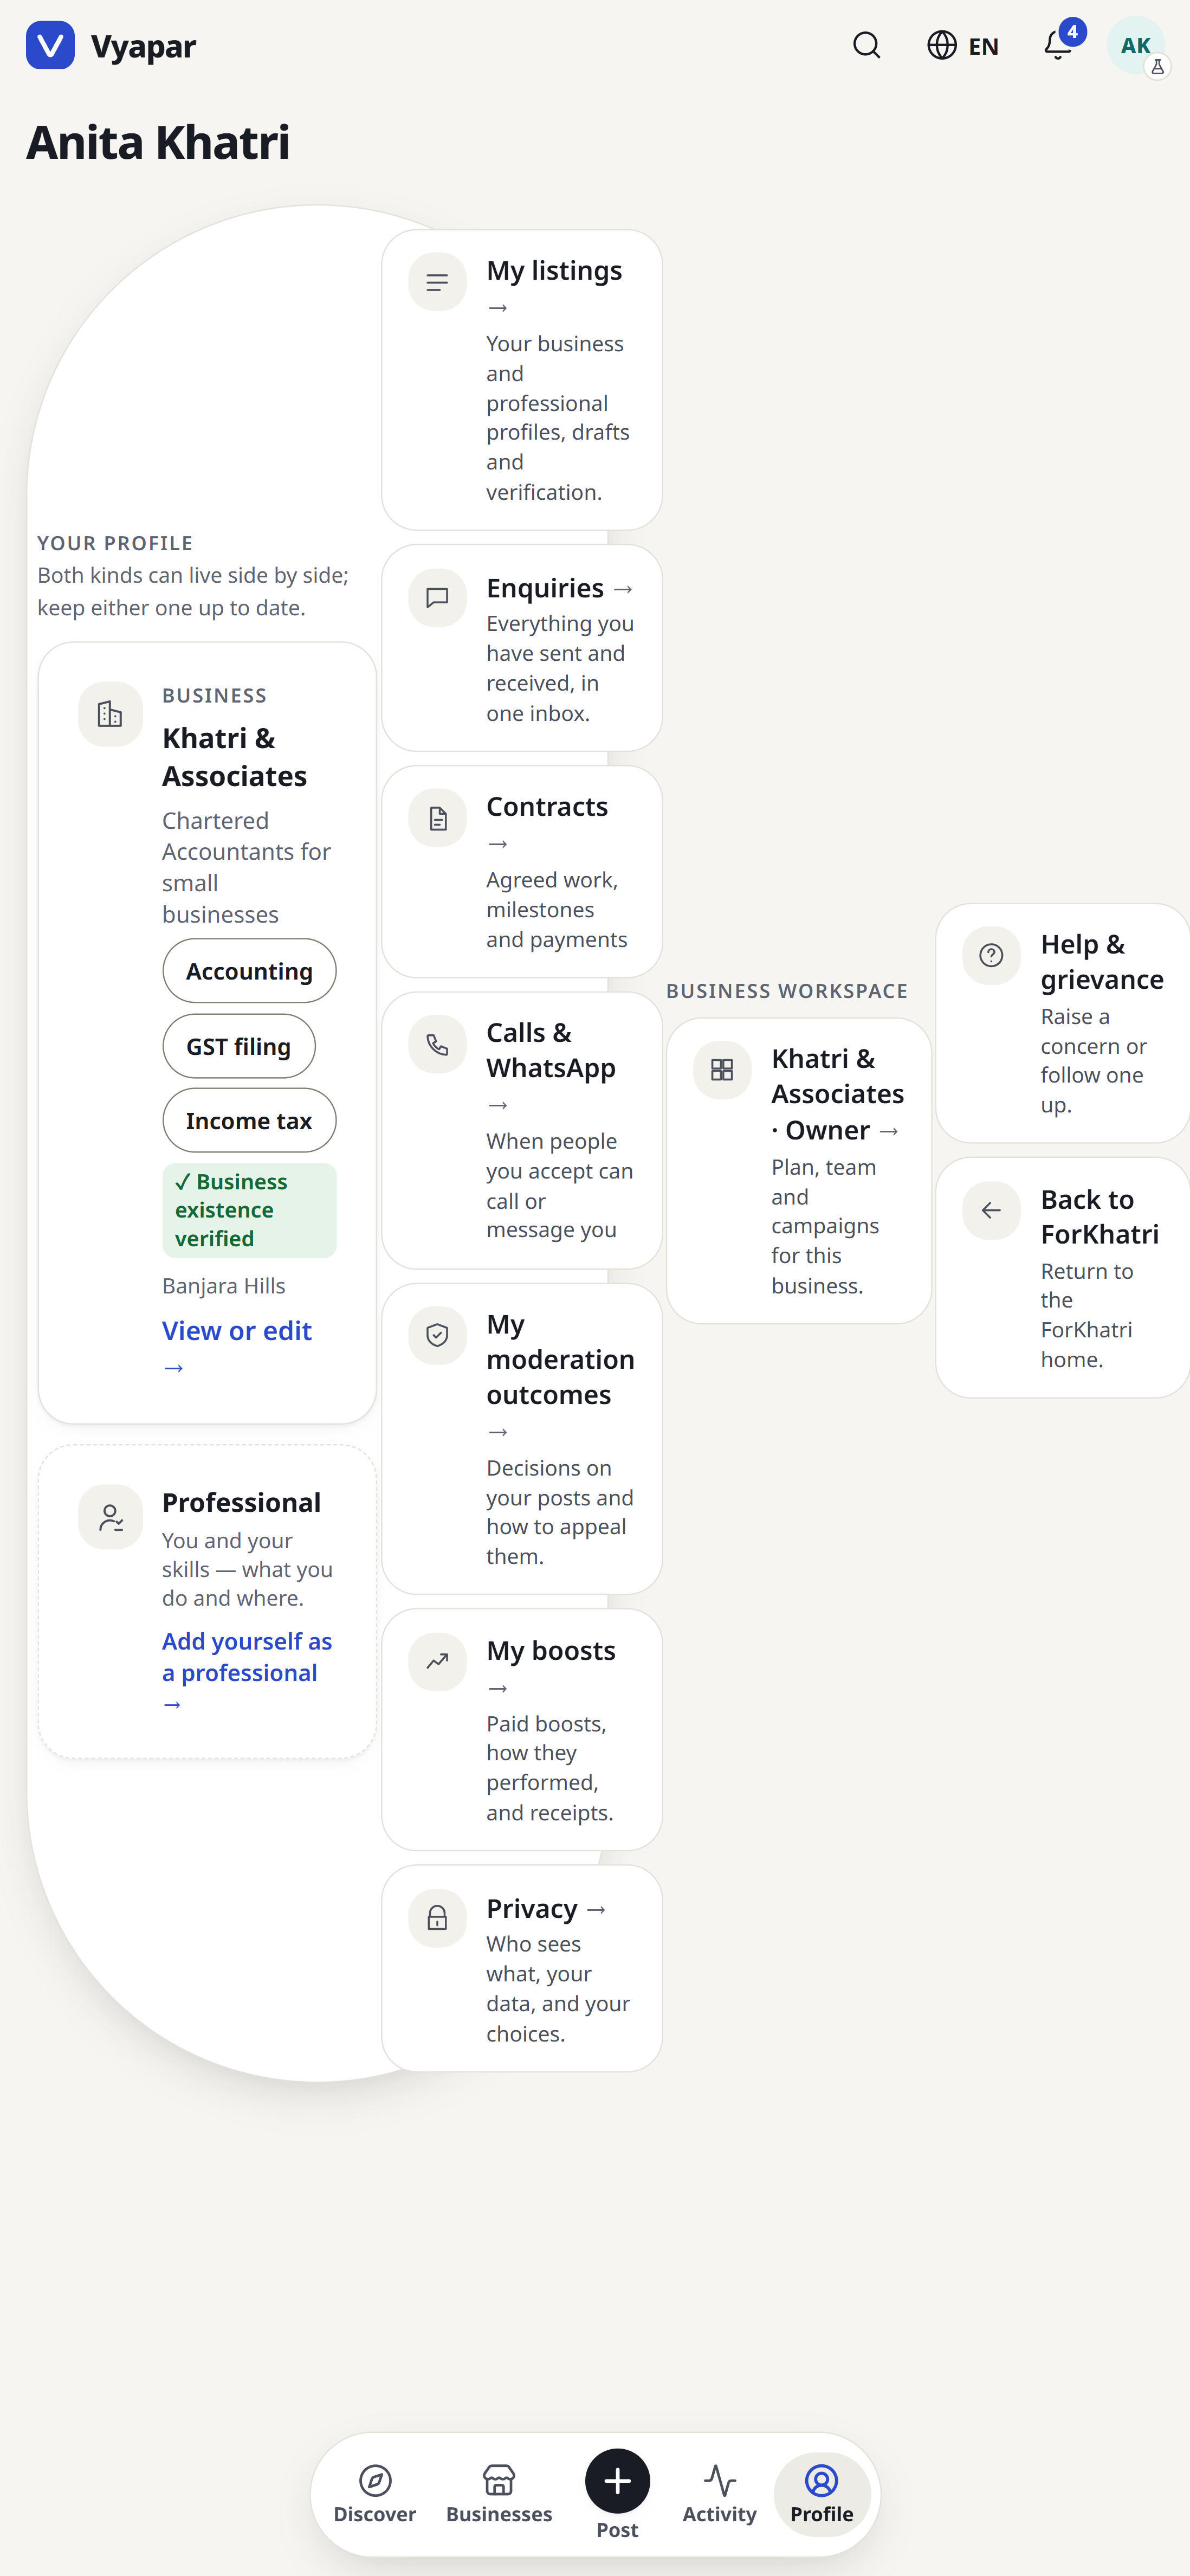 Vyapar
EN
4
AK
Anita Khatri
YOUR PROFILE
Both kinds can live side by side;
keep either one up to date.
BUSINESS
Khatri &
Associates
Chartered
Accountants for
small
businesses
Accounting
GST filing
Income tax
✓ Business
existence
verified
Banjara Hills
View or edit
→
Professional
You and your
skills — what you
do and where.
Add yourself as
a professional
→
My listings
→
Your business
and
professional
profiles, drafts
and
verification.
Enquiries →
Everything you
have sent and
received, in
one inbox.
Contracts
→
Agreed work,
milestones
and payments
Calls &
WhatsApp
→
When people
you accept can
call or
message you
My
moderation
outcomes
→
Decisions on
your posts and
how to appeal
them.
My boosts
→
Paid boosts,
how they
performed,
and receipts.
Privacy →
Who sees
what, your
data, and your
choices.
BUSINESS WORKSPACE
Khatri &
Associates
· Owner →
Plan, team
and
campaigns
for this
business.
Help &
grievance
Raise a
concern or
follow one
up.
Back to
ForKhatri
Return to
the
ForKhatri
home.
Discover
Businesses
Post
Activity
Profile